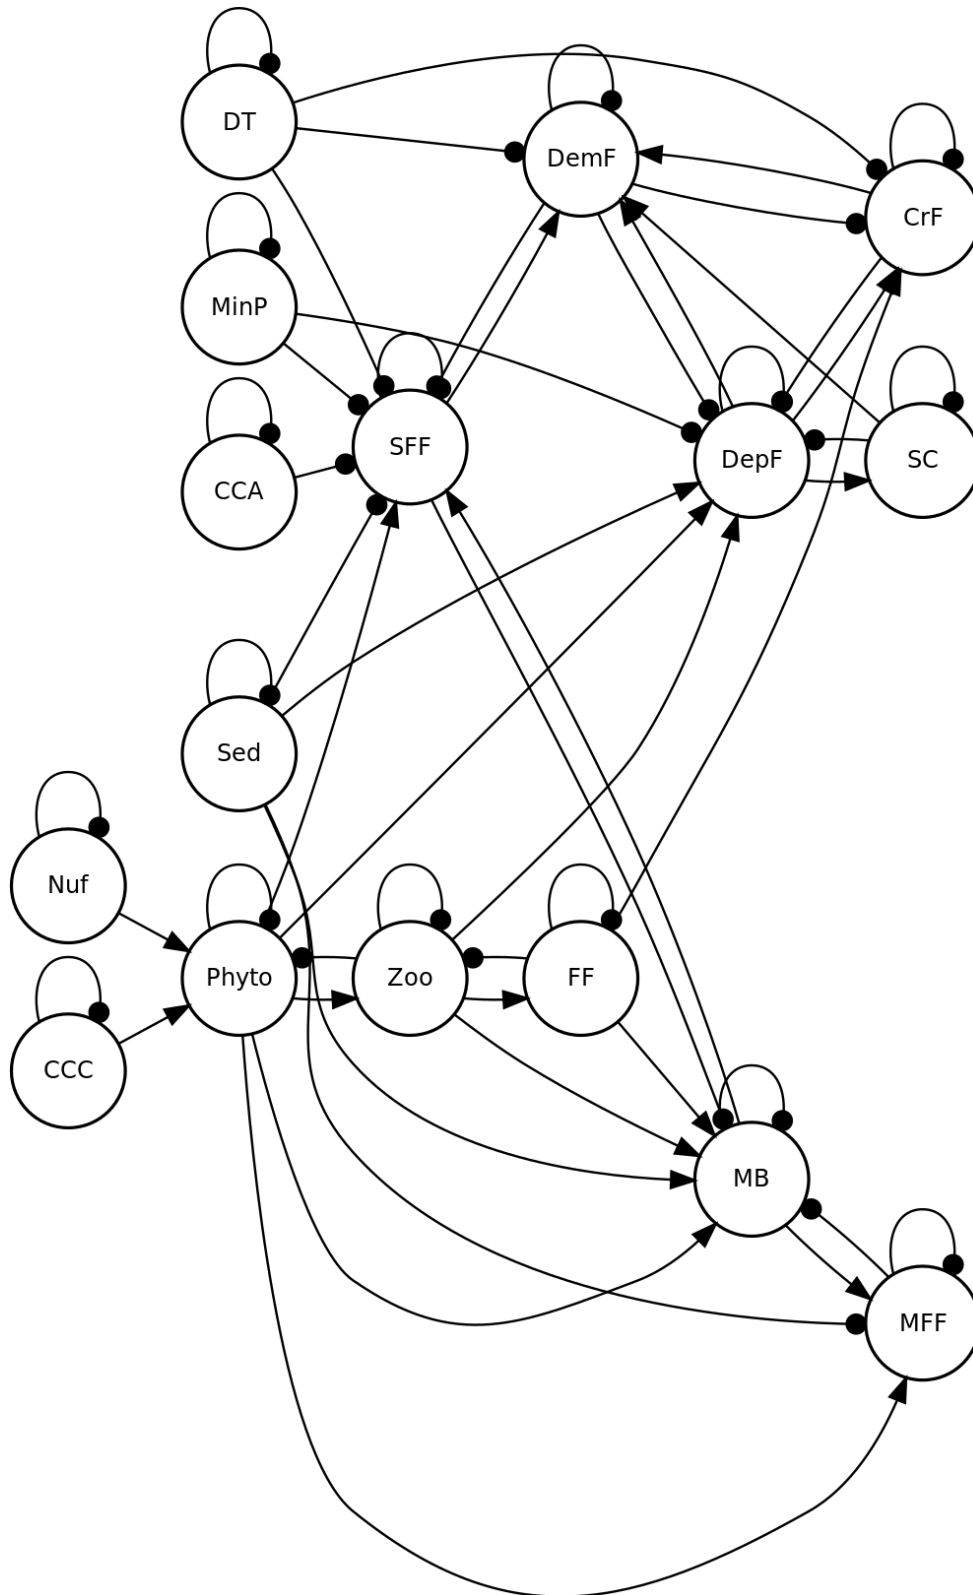 DT
DemF
CrF
MinP
SFF
DepF
SC
CCA
Sed
Nuf
Phyto
Zoo
FF
CCC
MB
MFF